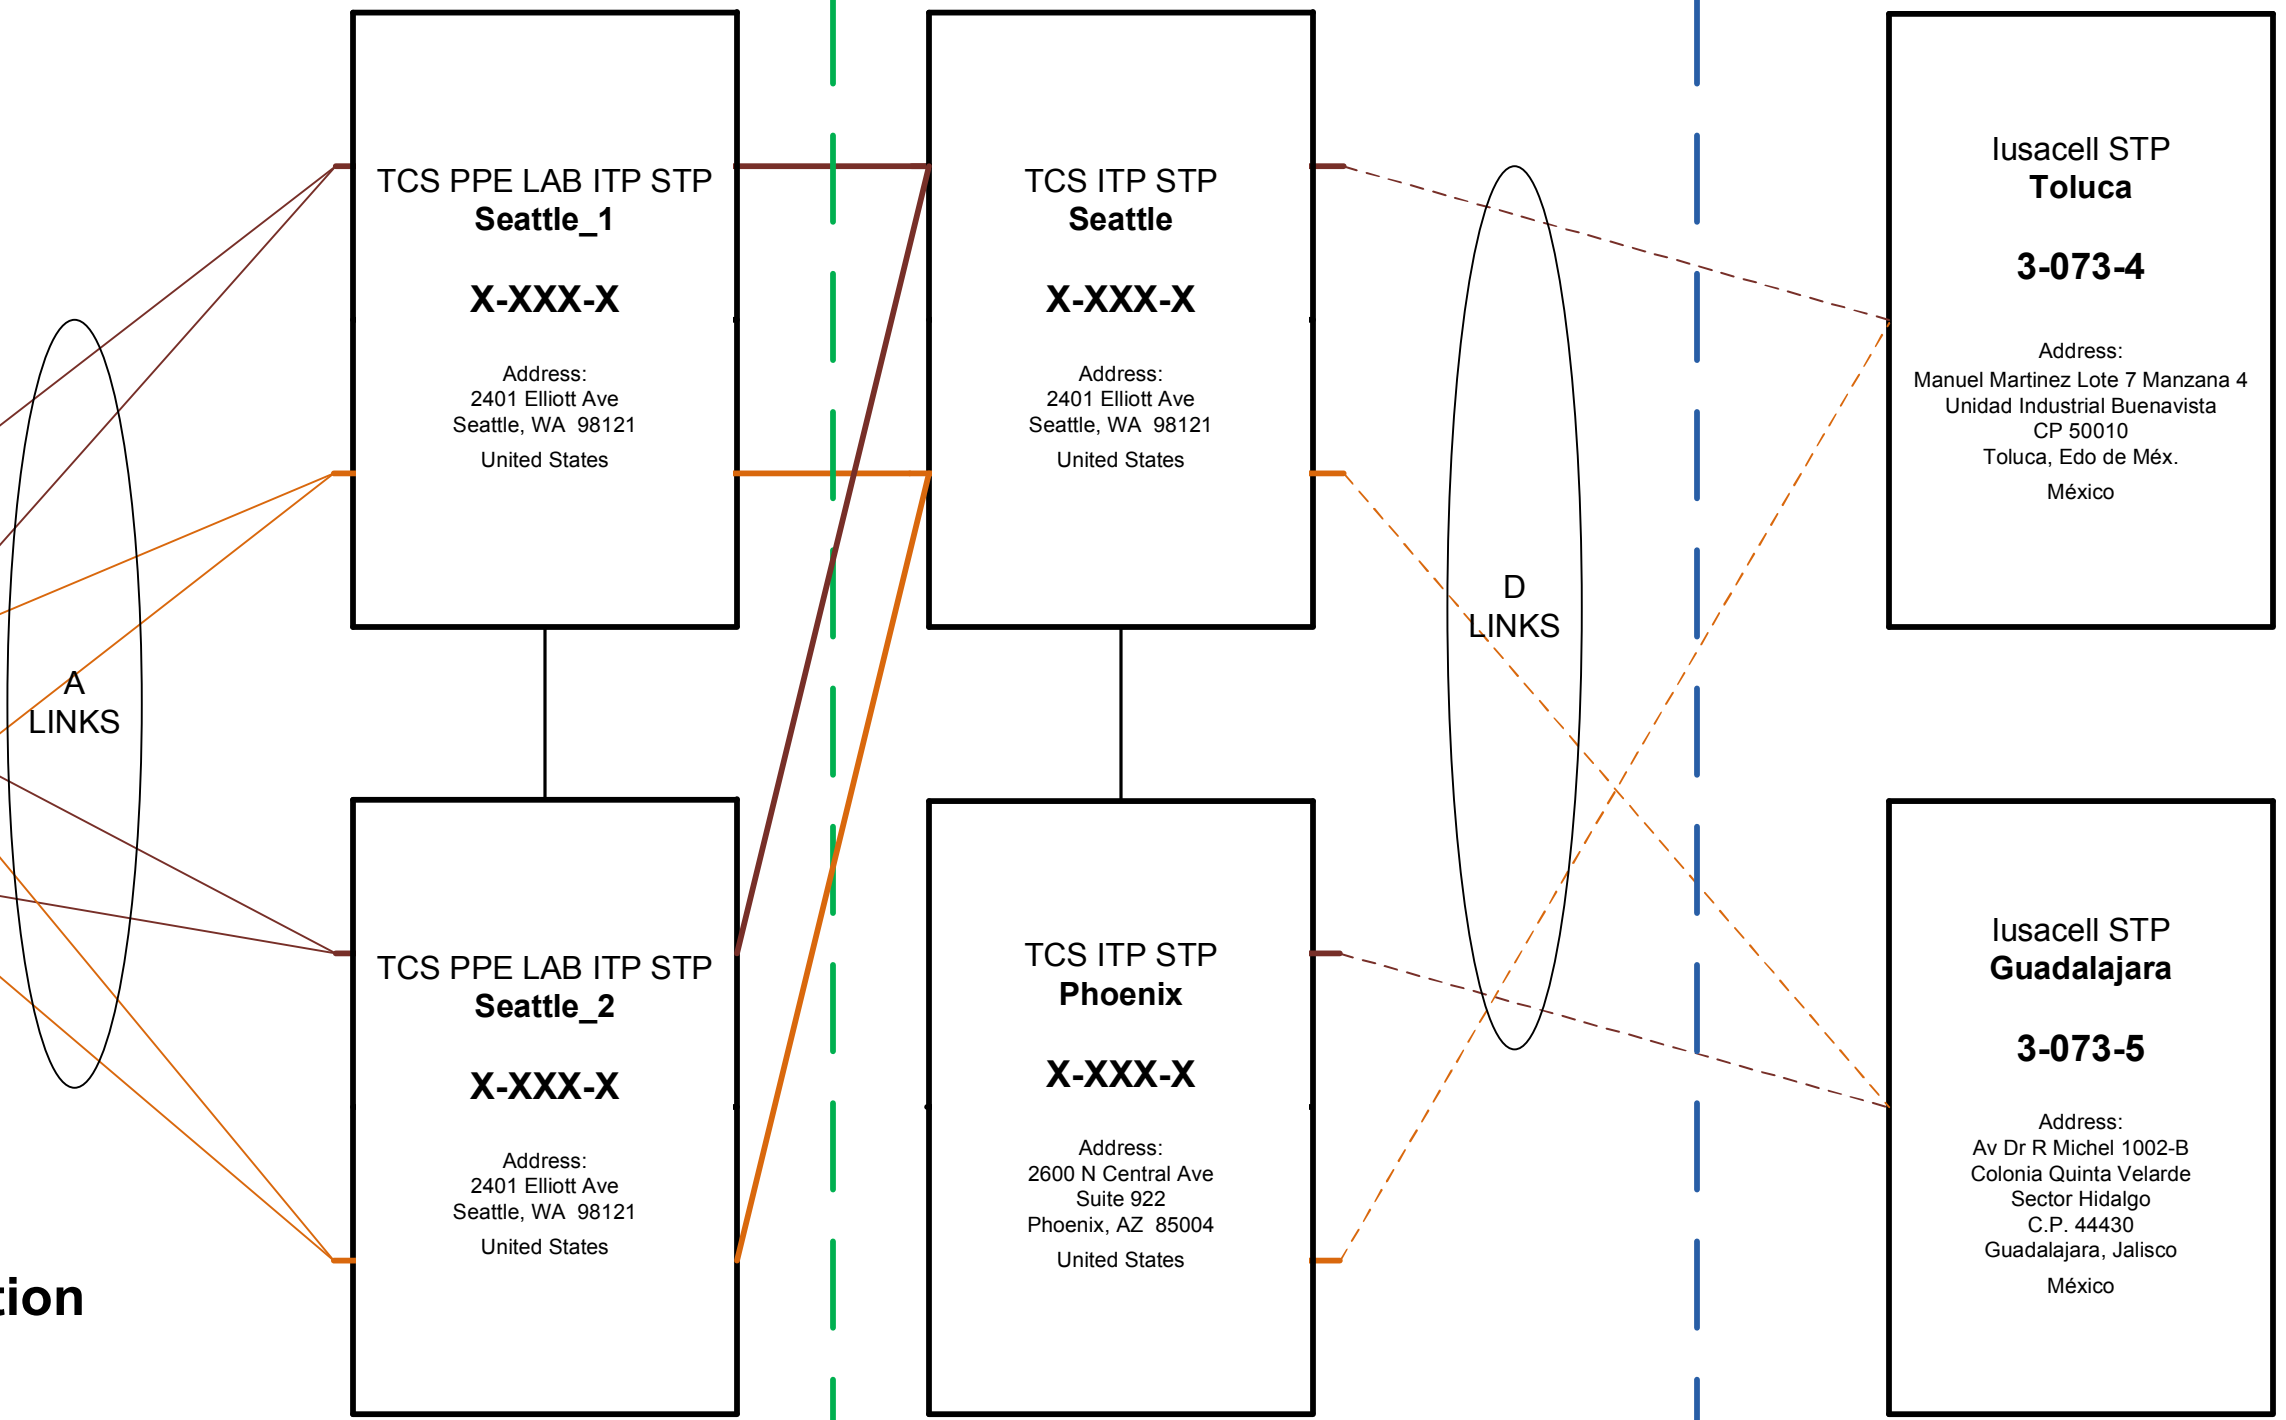 TCS PPE LAB ITP STP
Seattle_1
X-XXX-X
Address:
2401 Elliott Ave
Seattle, WA  98121
United States
TCS ITP STP
Seattle
X-XXX-X
Address:
2401 Elliott Ave
Seattle, WA  98121
United States
Iusacell STP
Toluca
3-073-4
Address:
Manuel Martinez Lote 7 Manzana 4
Unidad Industrial Buenavista
CP 50010
Toluca, Edo de Méx.
México
A
LINKS
D
LINKS
TCS PPE LAB ITP STP
Seattle_2
X-XXX-X
Address:
2401 Elliott Ave
Seattle, WA  98121
United States
TCS ITP STP
Phoenix
X-XXX-X
Address:
2600 N Central Ave
Suite 922
Phoenix, AZ  85004
United States
Iusacell STP
Guadalajara
3-073-5
Address:
Av Dr R Michel 1002-B
Colonia Quinta Velarde
Sector Hidalgo
C.P. 44430
Guadalajara, Jalisco
México
tion